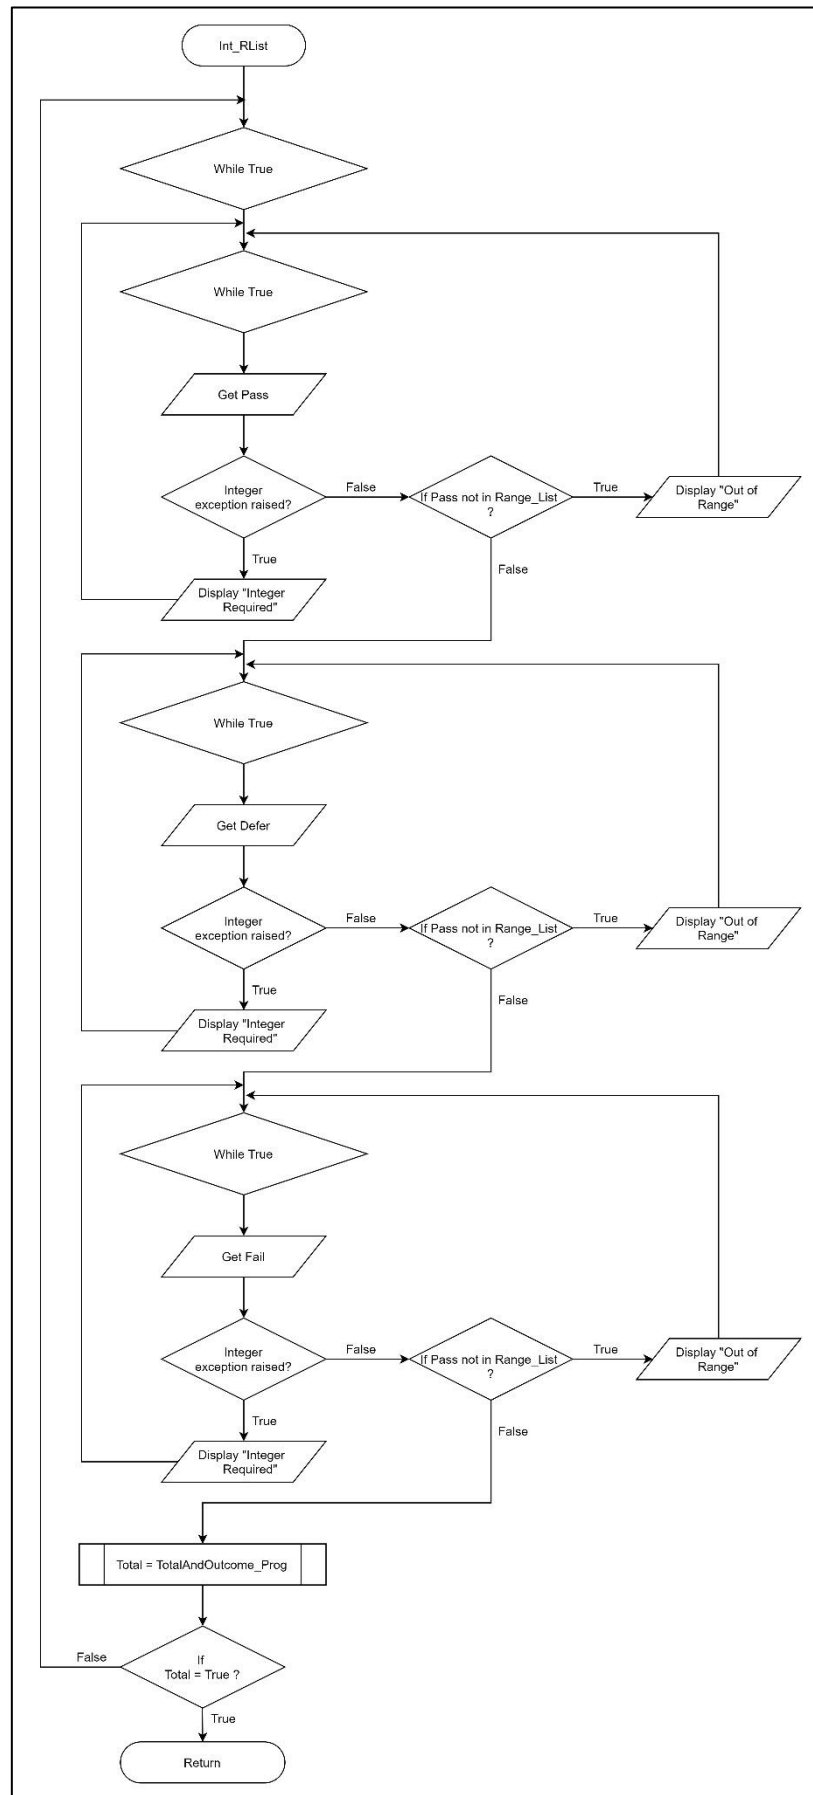 Int_RList
While True
While True
Get Pass
Integer
exception raised?
False
If Pass not in Range_List
?
True
Display "Out of
Range"
True
False
Display "Integer
Required"
While True
Get Defer
Integer
exception raised?
False
If Pass not in Range_List
?
True
Display "Out of
Range"
True
False
Display "Integer
Required"
While True
Get Fail
Integer
exception raised?
False
If Pass not in Range_List
?
True
Display "Out of
Range"
True
False
Display "Integer
Required"
Total = TotalAndOutcome_Prog
False
If
Total = True ?
True
Return